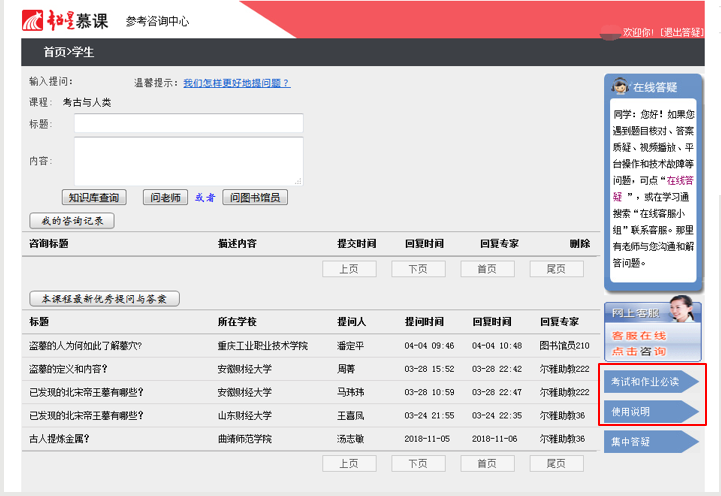 超星慕课 参考咨询中心
欢迎你! [退出答疑]
首页>学生
输入提问: 温馨提示: 我们怎样更好地提问题？
课程: 考古与人类
标题:
内容:
知识库查询 问老师 或者 问图书馆员
我的咨询记录
咨询标题 描述内容 提交时间 回复时间 回复专家 删除
上页 下页 首页 尾页
本课程最新优秀提问与答案
标题 所在学校 提问人 提问时间 回复时间 回复专家
盗墓的人为何如此了解墓穴? 重庆工业职业技术学院 潘定平 04-04 09:46 04-04 10:48 图书馆员210
盗墓的定义和内容? 安徽财经大学 周菁 03-28 15:52 03-28 22:42 尔雅助教222
已发现的北宋帝王墓有哪些? 安徽财经大学 马玮玮 03-28 10:59 03-28 22:47 尔雅助教222
已发现的北宋帝王墓有哪些? 山东财经大学 王喜凤 03-24 21:55 03-24 22:35 尔雅助教36
古人提炼金属? 曲靖师范学院 汤志敏 2018-11-05 2018-11-06 尔雅助教36
上页 下页 首页 尾页
在线答疑
同学: 您好! 如果您
遇到题目核对、答案
质疑、视频播放、平
台操作和技术故障等
问题, 可点“在线答
疑 ”, 或在学习通
搜索“在线客服小
组”联系客服。那里
有老师与您沟通和解
答问题。
网上客服
客服在线
点击咨询
考试和作业必读
使用说明
集中答疑